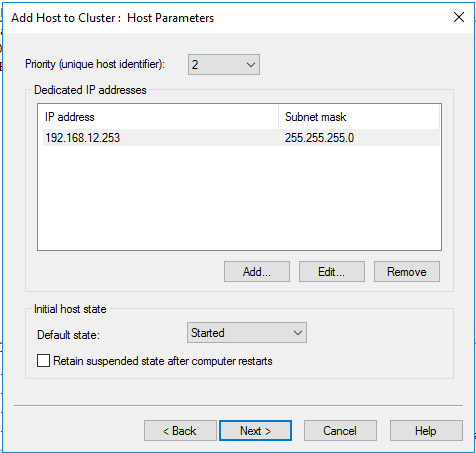 Add Host to Cluster : Host Parameters
Priority (unique host identifier): 2
Dedicated IP addresses
IP address Subnet mask
192.168.12.253 255.255.255.0
Add... Edit... Remove
Initial host state
Default state: Started
Retain suspended state after computer restarts
< Back Next > Cancel Help